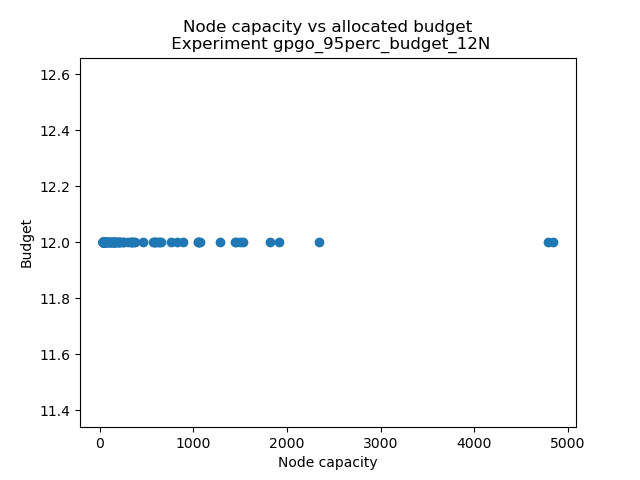 Node capacity vs allocated budget
Experiment gpgo_95perc_budget_12N
12.6
12.4
12.2
12.0
11.8
11.6
11.4
Budget
0 1000 2000 3000 4000 5000
Node capacity